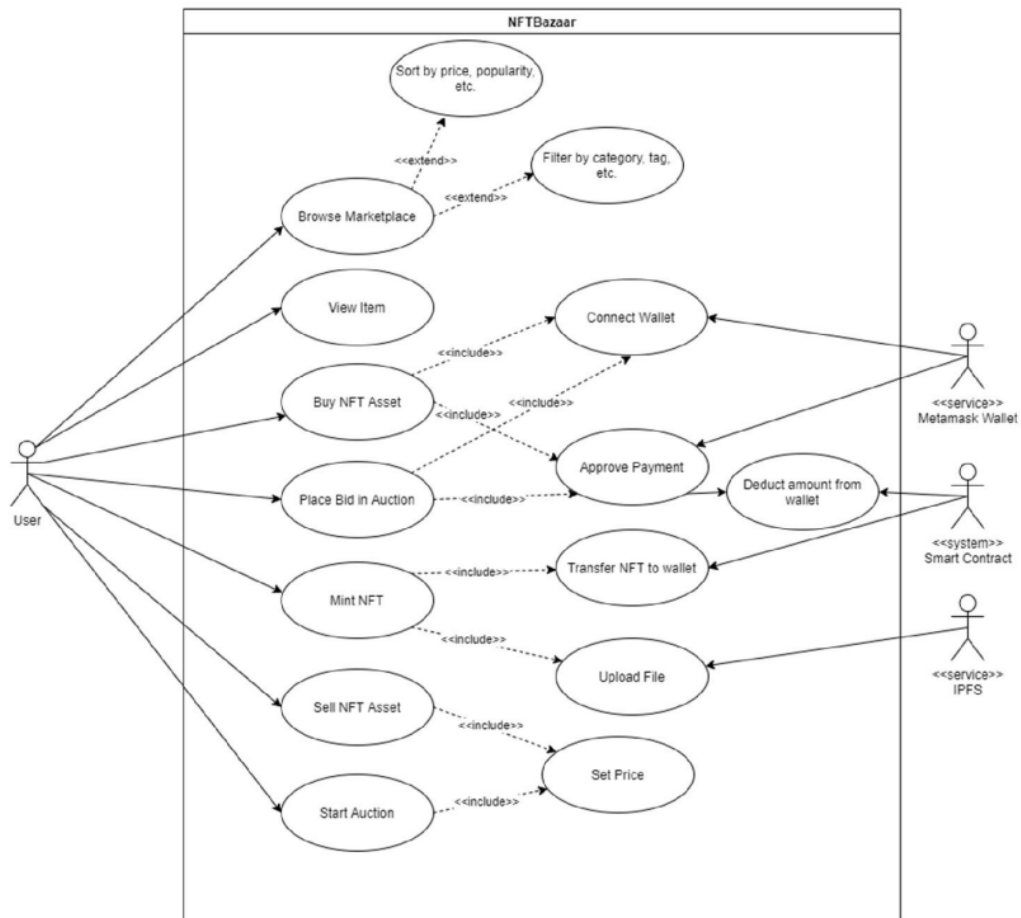 NFTBazaar
Sort by price, popularity,
etc.
<<extend>>
Filter by category, tag,
etc.
<<extend>>
Browse Marketplace
View Item
Connect Wallet
<<include>>
Buy NFT Asset
<<include>>
<<include>>
<<service>>
Metamask Wallet
Approve Payment
Place Bid in Auction
<<include>>
Deduct amount from
wallet
User
<<system>>
Smart Contract
<<include>>
Transfer NFT to wallet
Mint NFT
<<include>>
Upload File
<<service>>
IPFS
Sell NFT Asset
<<include>>
Set Price
<<include>>
Start Auction